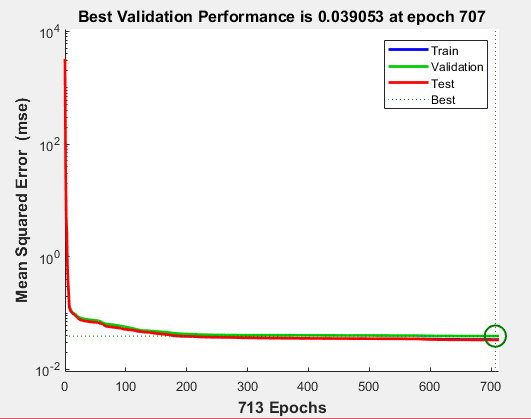 Best Validation Performance is 0.039053 at epoch 707
10^4
Train
Validation
Test
Best
10^2
10^0
10^-2
Mean Squared Error (mse)
0 100 200 300 400 500 600 700
713 Epochs